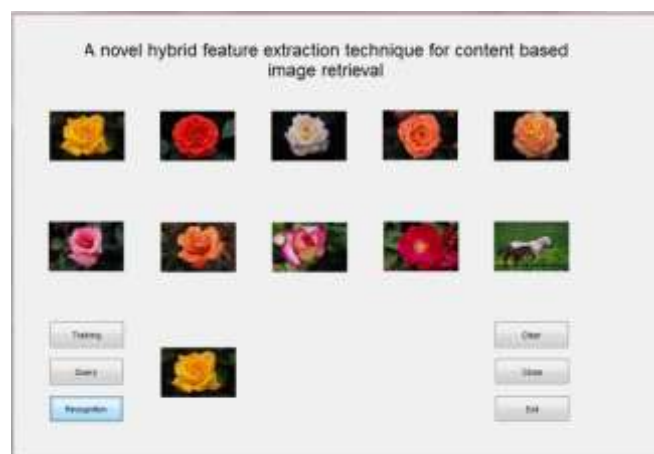 A novel hybrid feature extraction technique for content based
image retrieval
Training
Clear
Query
Close
Recognition
Exit